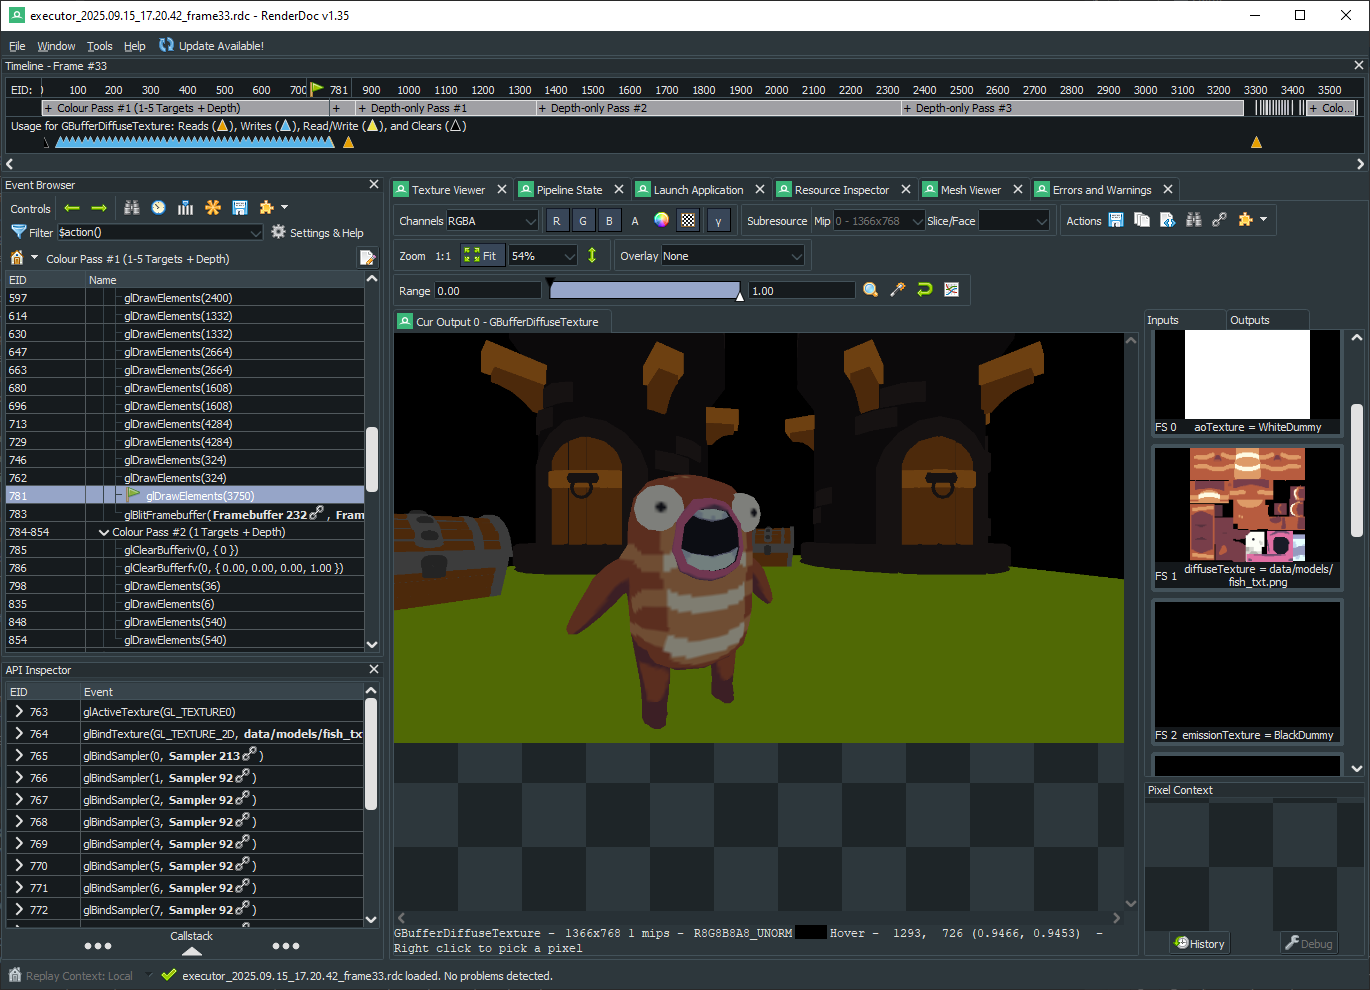 executor_2025.09.15_17.20.42_frame33.rdc - RenderDoc v1.35
File Window Tools Help Update Available!
Timeline - Frame #33
EID: 100 200 300 400 500 600 700 781 900 1000 1100 1200 1300 1400 1500 1600 1700 1800 1900 2000 2100 2200 2300 2400 2500 2600 2700 2800 2900 3000 3100 3200 3300 3400 3500
+ Colour Pass #1 (1-5 Targets + Depth) + + Depth-only Pass #1 + Depth-only Pass #2 + Depth-only Pass #3 + Colo...
Usage for GBufferDiffuseTexture: Reads ( ), Writes ( ), Read/Write ( ), and Clears ( )
Event Browser
Controls
Filter $action() Settings & Help
Colour Pass #1 (1-5 Targets + Depth)
EID Name
597 glDrawElements(2400)
614 glDrawElements(1332)
630 glDrawElements(1332)
647 glDrawElements(2664)
663 glDrawElements(2664)
680 glDrawElements(1608)
696 glDrawElements(1608)
713 glDrawElements(4284)
729 glDrawElements(4284)
746 glDrawElements(324)
762 glDrawElements(324)
781 glDrawElements(3750)
783 glBlitFramebuffer( Framebuffer 232 , Fram
784-854 Colour Pass #2 (1 Targets + Depth)
785 glClearBufferiv(0, { 0 })
786 glClearBufferfv(0, { 0.00, 0.00, 0.00, 1.00 })
798 glDrawElements(36)
835 glDrawElements(6)
848 glDrawElements(540)
854 glDrawElements(540)
API Inspector
EID Event
763 glActiveTexture(GL_TEXTURE0)
764 glBindTexture(GL_TEXTURE_2D, data/models/fish_tx
765 glBindSampler(0, Sampler 213 )
766 glBindSampler(1, Sampler 92 )
767 glBindSampler(2, Sampler 92 )
768 glBindSampler(3, Sampler 92 )
769 glBindSampler(4, Sampler 92 )
770 glBindSampler(5, Sampler 92 )
771 glBindSampler(6, Sampler 92 )
772 glBindSampler(7, Sampler 92 )
Callstack
Texture Viewer Pipeline State Launch Application Resource Inspector Mesh Viewer Errors and Warnings
Channels RGBA R G B A γ Subresource Mip 0 - 1366x768 Slice/Face Actions
Zoom 1:1 Fit 54% Overlay None
Range 0.00 1.00
Cur Output 0 - GBufferDiffuseTexture
GBufferDiffuseTexture - 1366x768 1 mips - R8G8B8A8_UNORM Hover - 1293, 726 (0.9466, 0.9453) -
Right click to pick a pixel
Inputs Outputs
FS 0 aoTexture = WhiteDummy
FS 1 diffuseTexture = data/models/
fish_txt.png
FS 2 emissionTexture = BlackDummy
Pixel Context
History Debug
Replay Context: Local executor_2025.09.15_17.20.42_frame33.rdc loaded. No problems detected.